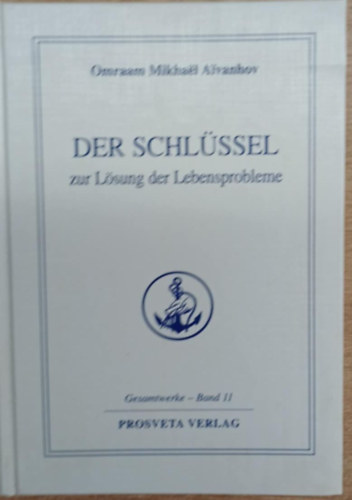 Omraam Mikhaël Aïvanhov
DER SCHLÜSSEL
zur Lösung der Lebensprobleme
Gesamtwerke – Band 11
PROSVETA VERLAG